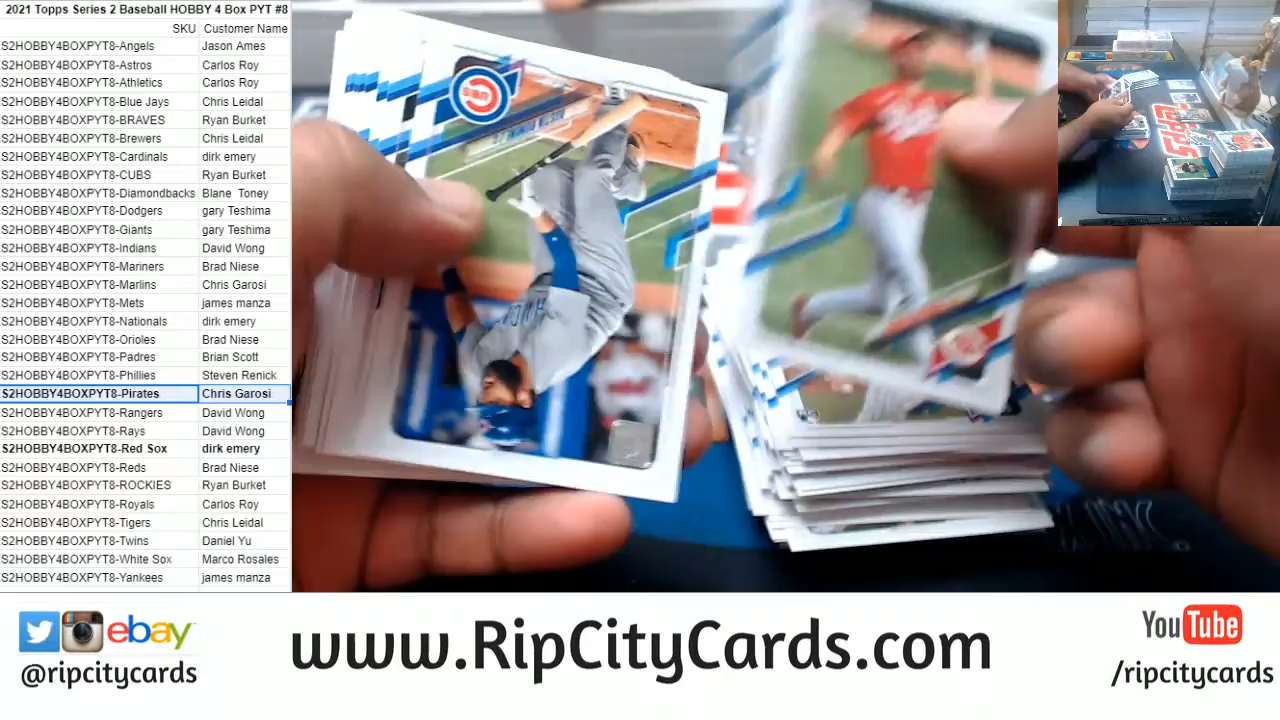 2021 Topps Series 2 Baseball HOBBY 4 Box PYT #8
SKU Customer Name
S2HOBBY4BOXPYT8-Angels Jason Ames
S2HOBBY4BOXPYT8-Astros Carlos Roy
S2HOBBY4BOXPYT8-Athletics Carlos Roy
S2HOBBY4BOXPYT8-Blue Jays Chris Leidal
S2HOBBY4BOXPYT8-BRAVES Ryan Burket
S2HOBBY4BOXPYT8-Brewers Chris Leidal
S2HOBBY4BOXPYT8-Cardinals dirk emery
S2HOBBY4BOXPYT8-CUBS Ryan Burket
S2HOBBY4BOXPYT8-Diamondbacks Blane Toney
S2HOBBY4BOXPYT8-Dodgers gary Teshima
S2HOBBY4BOXPYT8-Giants gary Teshima
S2HOBBY4BOXPYT8-Indians David Wong
S2HOBBY4BOXPYT8-Mariners Brad Niese
S2HOBBY4BOXPYT8-Marlins Chris Garosi
S2HOBBY4BOXPYT8-Mets james manza
S2HOBBY4BOXPYT8-Nationals dirk emery
S2HOBBY4BOXPYT8-Orioles Brad Niese
S2HOBBY4BOXPYT8-Padres Brian Scott
S2HOBBY4BOXPYT8-Phillies Steven Renick
S2HOBBY4BOXPYT8-Pirates Chris Garosi
S2HOBBY4BOXPYT8-Rangers David Wong
S2HOBBY4BOXPYT8-Rays David Wong
S2HOBBY4BOXPYT8-Red Sox dirk emery
S2HOBBY4BOXPYT8-Reds Brad Niese
S2HOBBY4BOXPYT8-ROCKIES Ryan Burket
S2HOBBY4BOXPYT8-Royals Carlos Roy
S2HOBBY4BOXPYT8-Tigers Chris Leidal
S2HOBBY4BOXPYT8-Twins Daniel Yu
S2HOBBY4BOXPYT8-White Sox Marco Rosales
S2HOBBY4BOXPYT8-Yankees james manza
CUBS
TOPPS
ebay
@ripcitycards
www.RipCityCards.com
YouTube
/ripcitycards